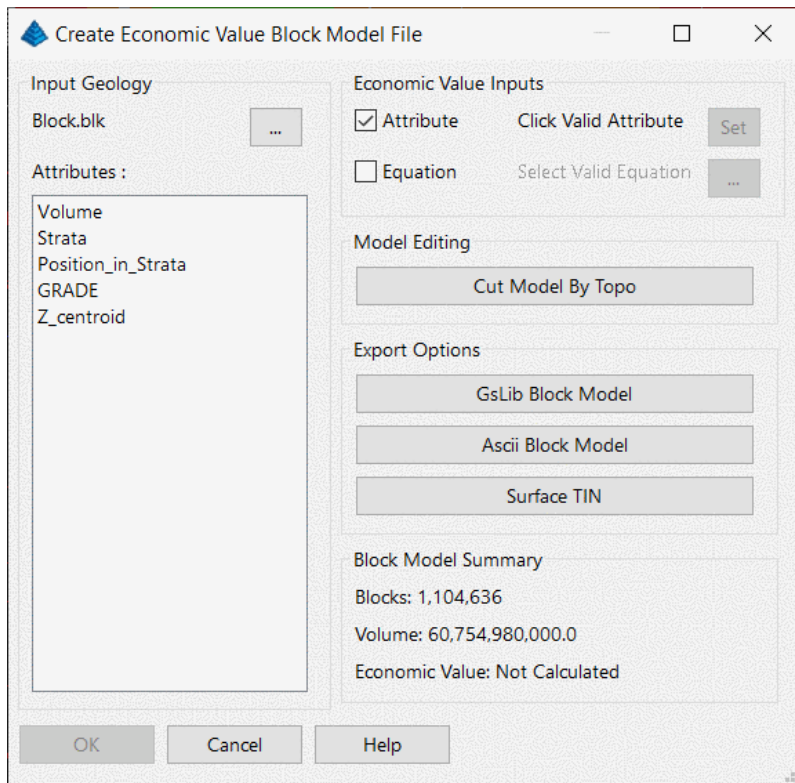 Create Economic Value Block Model File
Input Geology
Block.blk
...
Attributes :
Volume
Strata
Position_in_Strata
GRADE
Z_centroid
Economic Value Inputs
Attribute Click Valid Attribute Set
Equation Select Valid Equation ...
Model Editing
Cut Model By Topo
Export Options
GsLib Block Model
Ascii Block Model
Surface TIN
Block Model Summary
Blocks: 1,104,636
Volume: 60,754,980,000.0
Economic Value: Not Calculated
OK Cancel Help